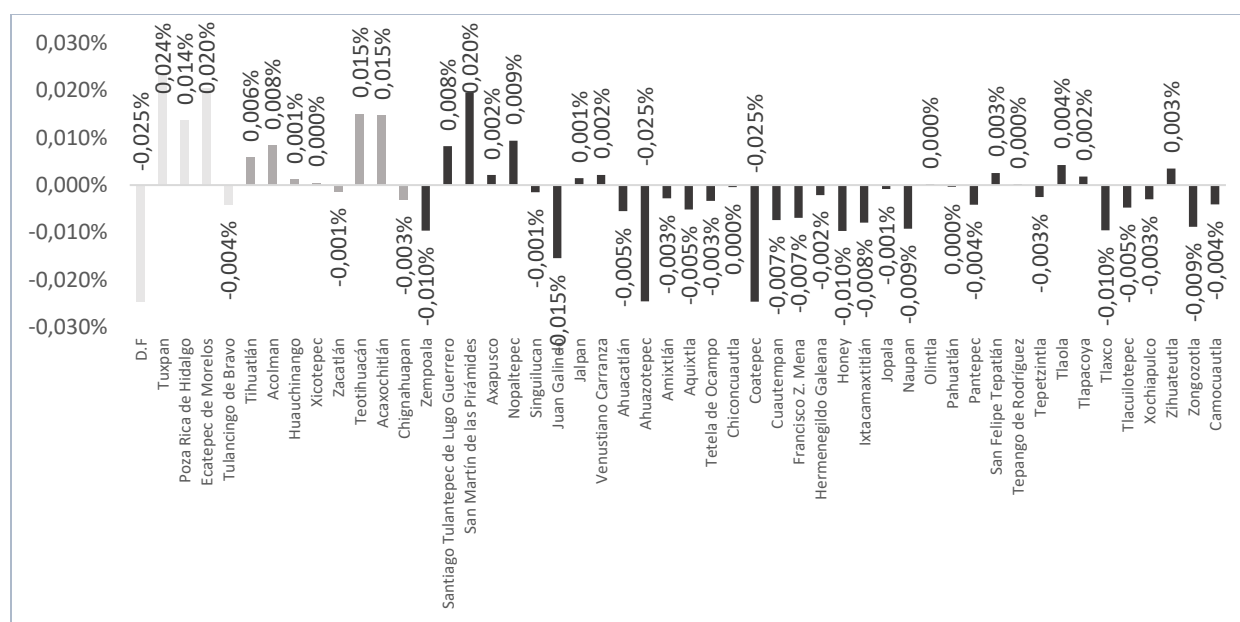 0,030%
0,020%
0,010%
0,000%
-0,010%
-0,020%
-0,030%
-0,025%
0,024%
0,014%
0,020%
-0,004%
0,006%
0,008%
0,001%
0,000%
-0,001%
0,015%
0,015%
-0,003%
-0,010%
0,008%
0,020%
0,002%
0,009%
-0,001%
-0,015%
0,001%
0,002%
-0,005%
-0,025%
-0,003%
-0,005%
-0,003%
0,000%
-0,025%
-0,007%
-0,007%
-0,002%
-0,010%
-0,008%
-0,001%
-0,009%
0,000%
0,000%
-0,004%
0,003%
0,000%
-0,003%
0,004%
0,002%
-0,010%
-0,005%
-0,003%
0,003%
-0,009%
-0,004%
D.F
Tuxpan
Poza Rica de Hidalgo
Ecatepec de Morelos
Tulancingo de Bravo
Tihuatlán
Acolman
Huauchinango
Xicotepec
Zacatlán
Teotihuacán
Acaxochitlán
Chignahuapan
Zempoala
Santiago Tulantepec de Lugo Guerrero
San Martín de las Pirámides
Axapusco
Nopaltepec
Singuilucan
Juan Galindo
Jalpan
Venustiano Carranza
Ahuacatlán
Ahuazotepec
Amixtlán
Aquixtla
Tetela de Ocampo
Chiconcuautla
Coatepec
Cuautempan
Francisco Z. Mena
Hermenegildo Galeana
Honey
Ixtacamaxtitlán
Jopala
Naupan
Olintla
Pahuatlán
Pantepec
San Felipe Tepatlán
Tepango de Rodríguez
Tepetzintla
Tlaola
Tlapacoya
Tlaxco
Tlacuilotepec
Xochiapulco
Zihuateutla
Zongozotla
Camocuautla